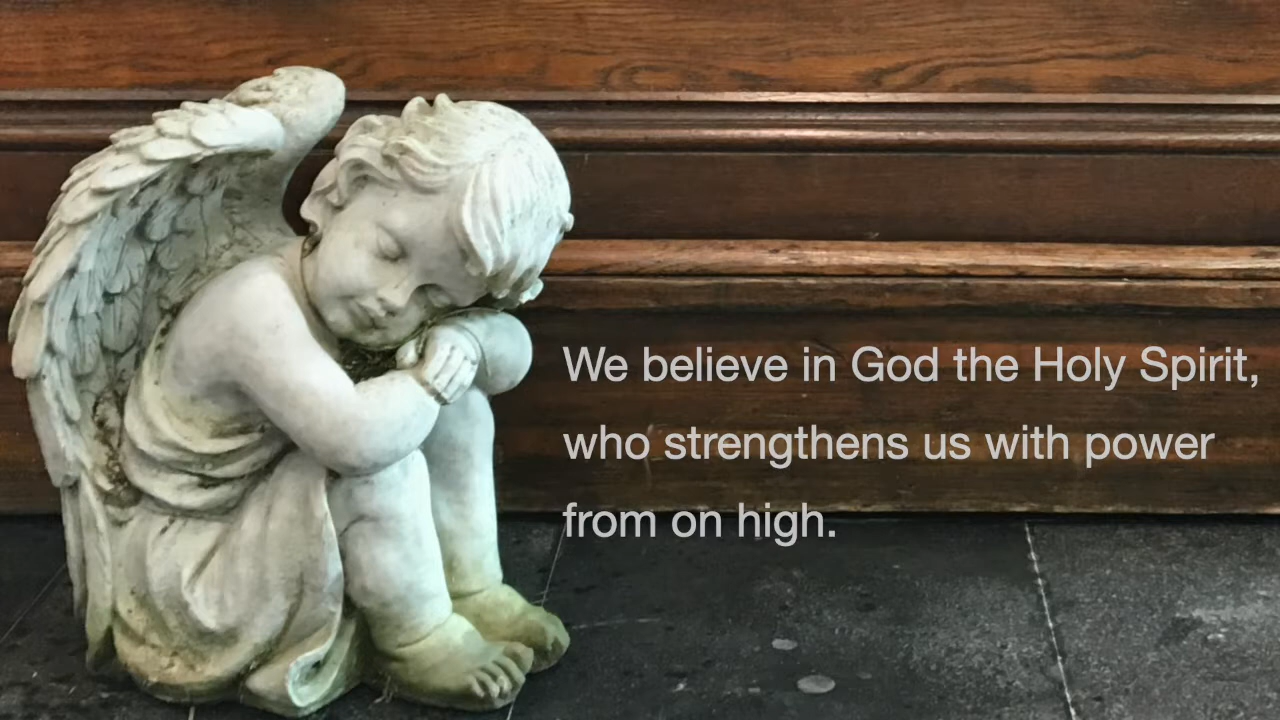 We believe in God the Holy Spirit,
who strengthens us with power
from on high.